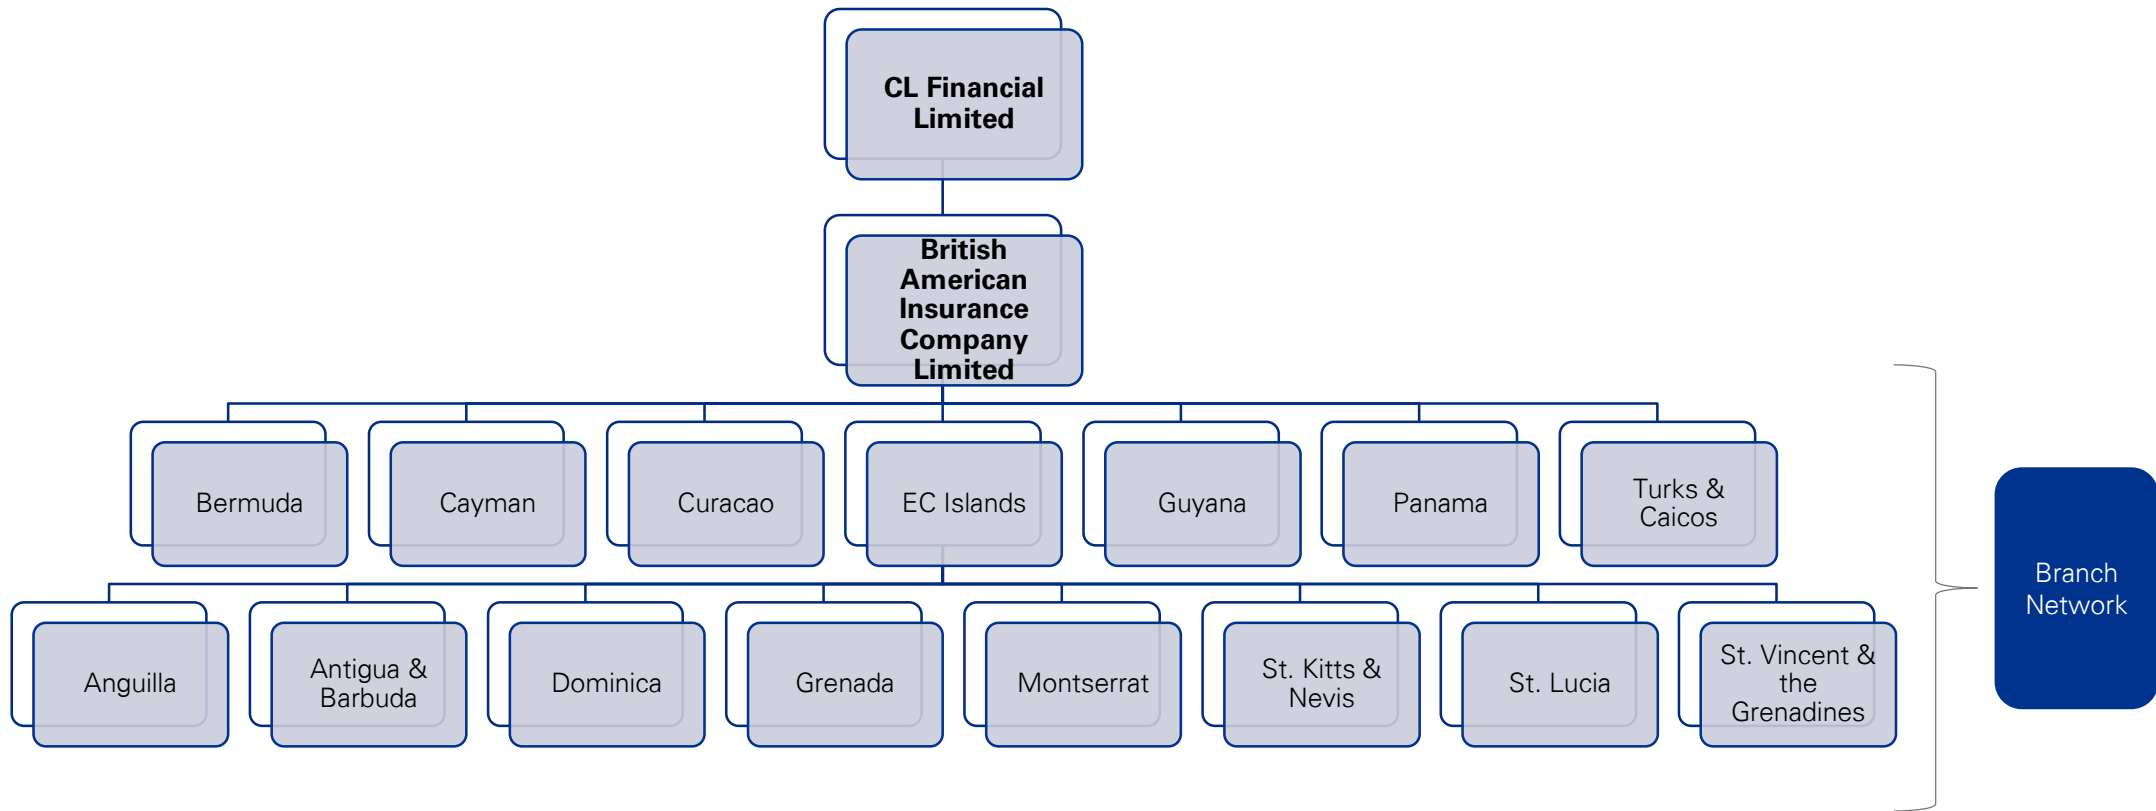 CL Financial
Limited
British
American
Insurance
Company
Limited
Bermuda
Cayman
Curacao
EC Islands
Guyana
Panama
Turks &
Caicos
Anguilla
Antigua &
Barbuda
Dominica
Grenada
Montserrat
St. Kitts &
Nevis
St. Lucia
St. Vincent &
the
Grenadines
Branch
Network